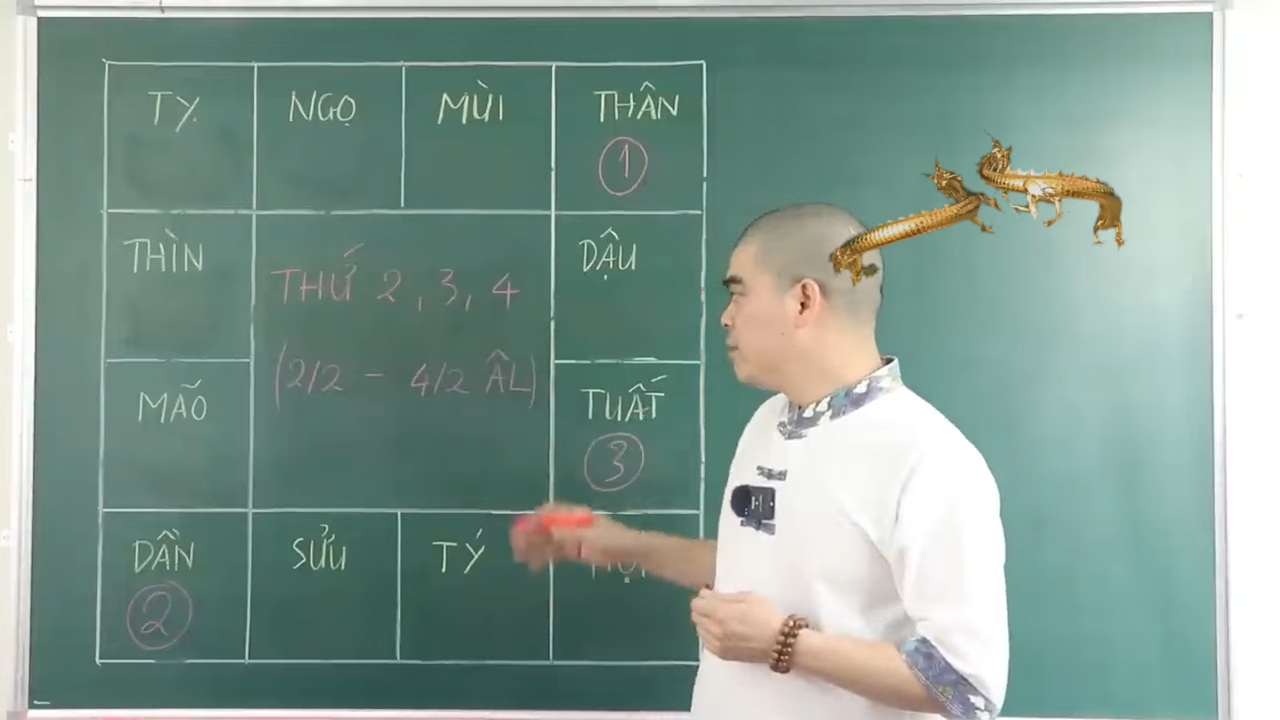 TỴ NGỌ MÙI THÂN
1
THÌN DẬU
THỨ 2, 3, 4
(2/2 - 4/2 ÂL)
MÃO TUẤT
3
DẦN SỬU TÝ
2